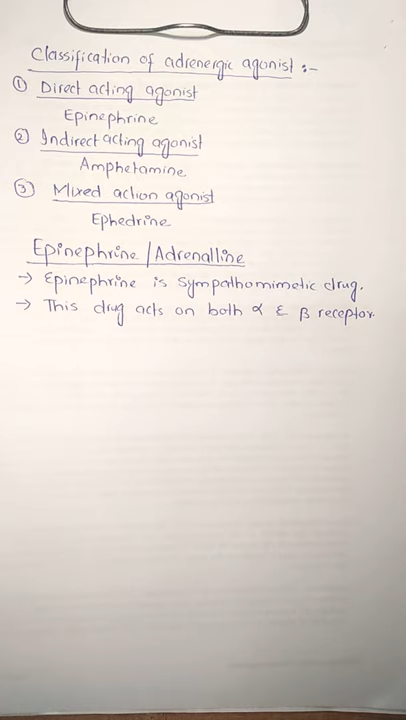 Classification of adrenergic agonist :-
① Direct acting agonist
Epinephrine
② Indirect acting agonist
Amphetamine
③ Mixed action agonist
Ephedrine
Epinephrine / Adrenalline
→ Epinephrine is sympathomimetic drug.
→ This drug acts on both α & β receptor.